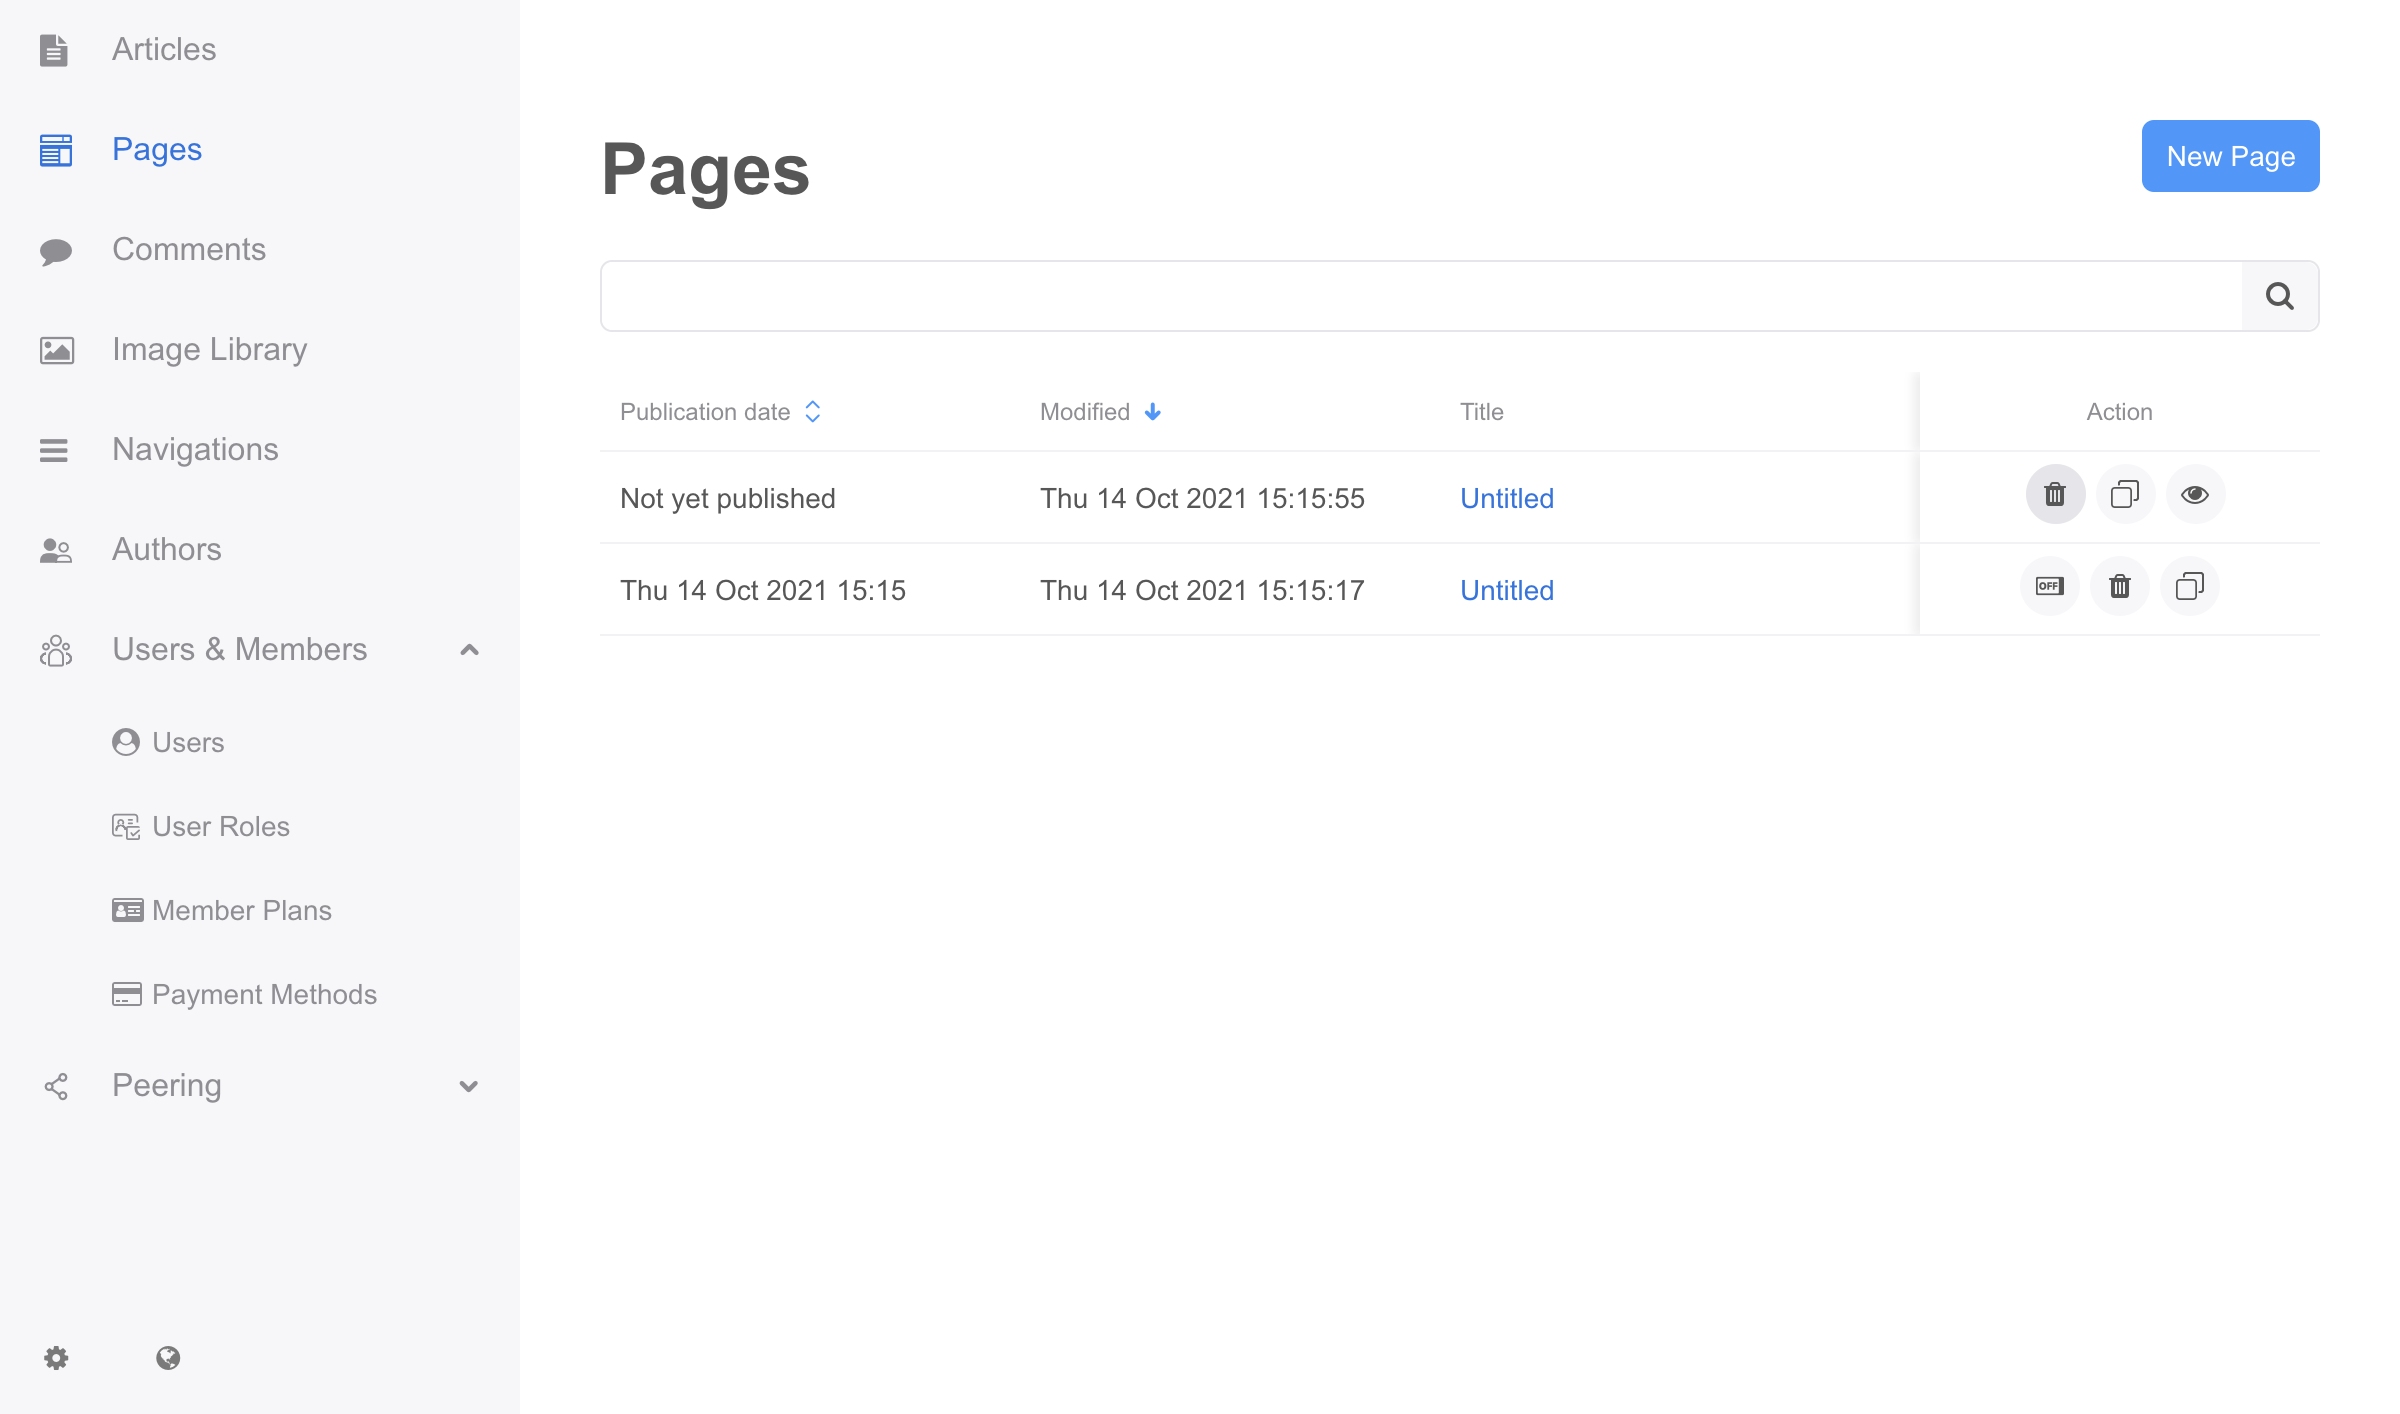 Articles
Pages
Comments
Image Library
Navigations
Authors
Users & Members
Users
User Roles
Member Plans
Payment Methods
Peering
Pages
New Page
Publication date Modified Title Action
Not yet published Thu 14 Oct 2021 15:15:55 Untitled
Thu 14 Oct 2021 15:15 Thu 14 Oct 2021 15:15:17 Untitled OFF